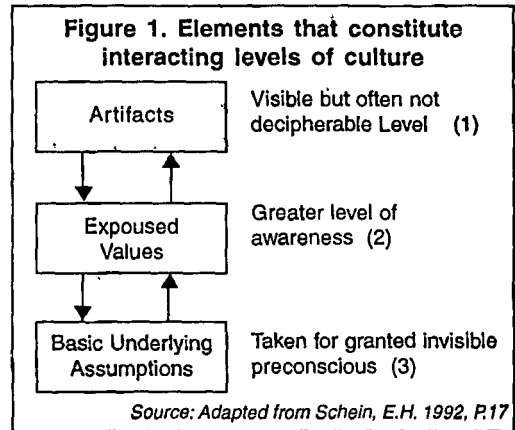 Figure 1. Elements that constitute
interacting levels of culture
Artifacts
Visible but often not
decipherable Level (1)
Expoused
Values
Greater level of
awareness (2)
Basic Underlying
Assumptions
Taken for granted invisible
preconscious (3)
Source: Adapted from Schein, E.H. 1992, P.17